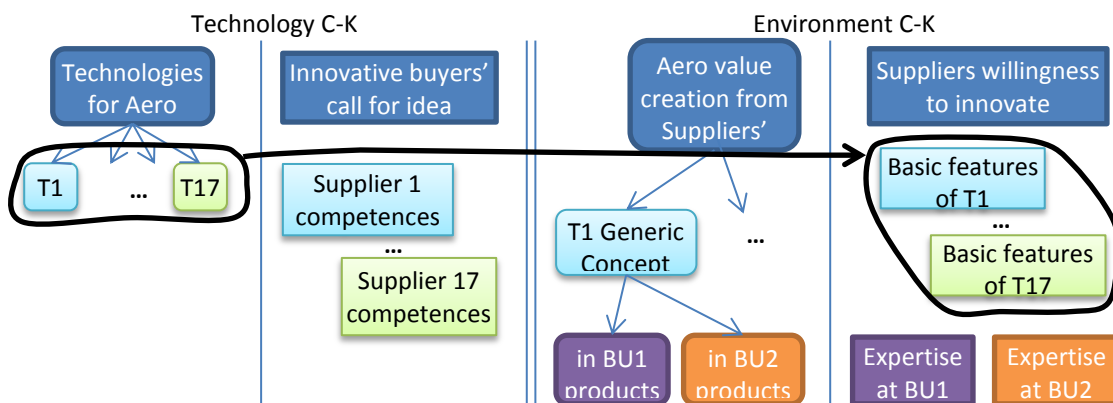 Technology C-K
Environment C-K
Technologies
for Aero
Innovative buyers'
call for idea
Aero value
creation from
Suppliers'
Suppliers willingness
to innovate
T1
...
T17
Supplier 1
competences
...
Supplier 17
competences
T1 Generic
Concept
...
Basic features
of T1
...
Basic features
of T17
in BU1
products
in BU2
products
Expertise
at BU1
Expertise
at BU2